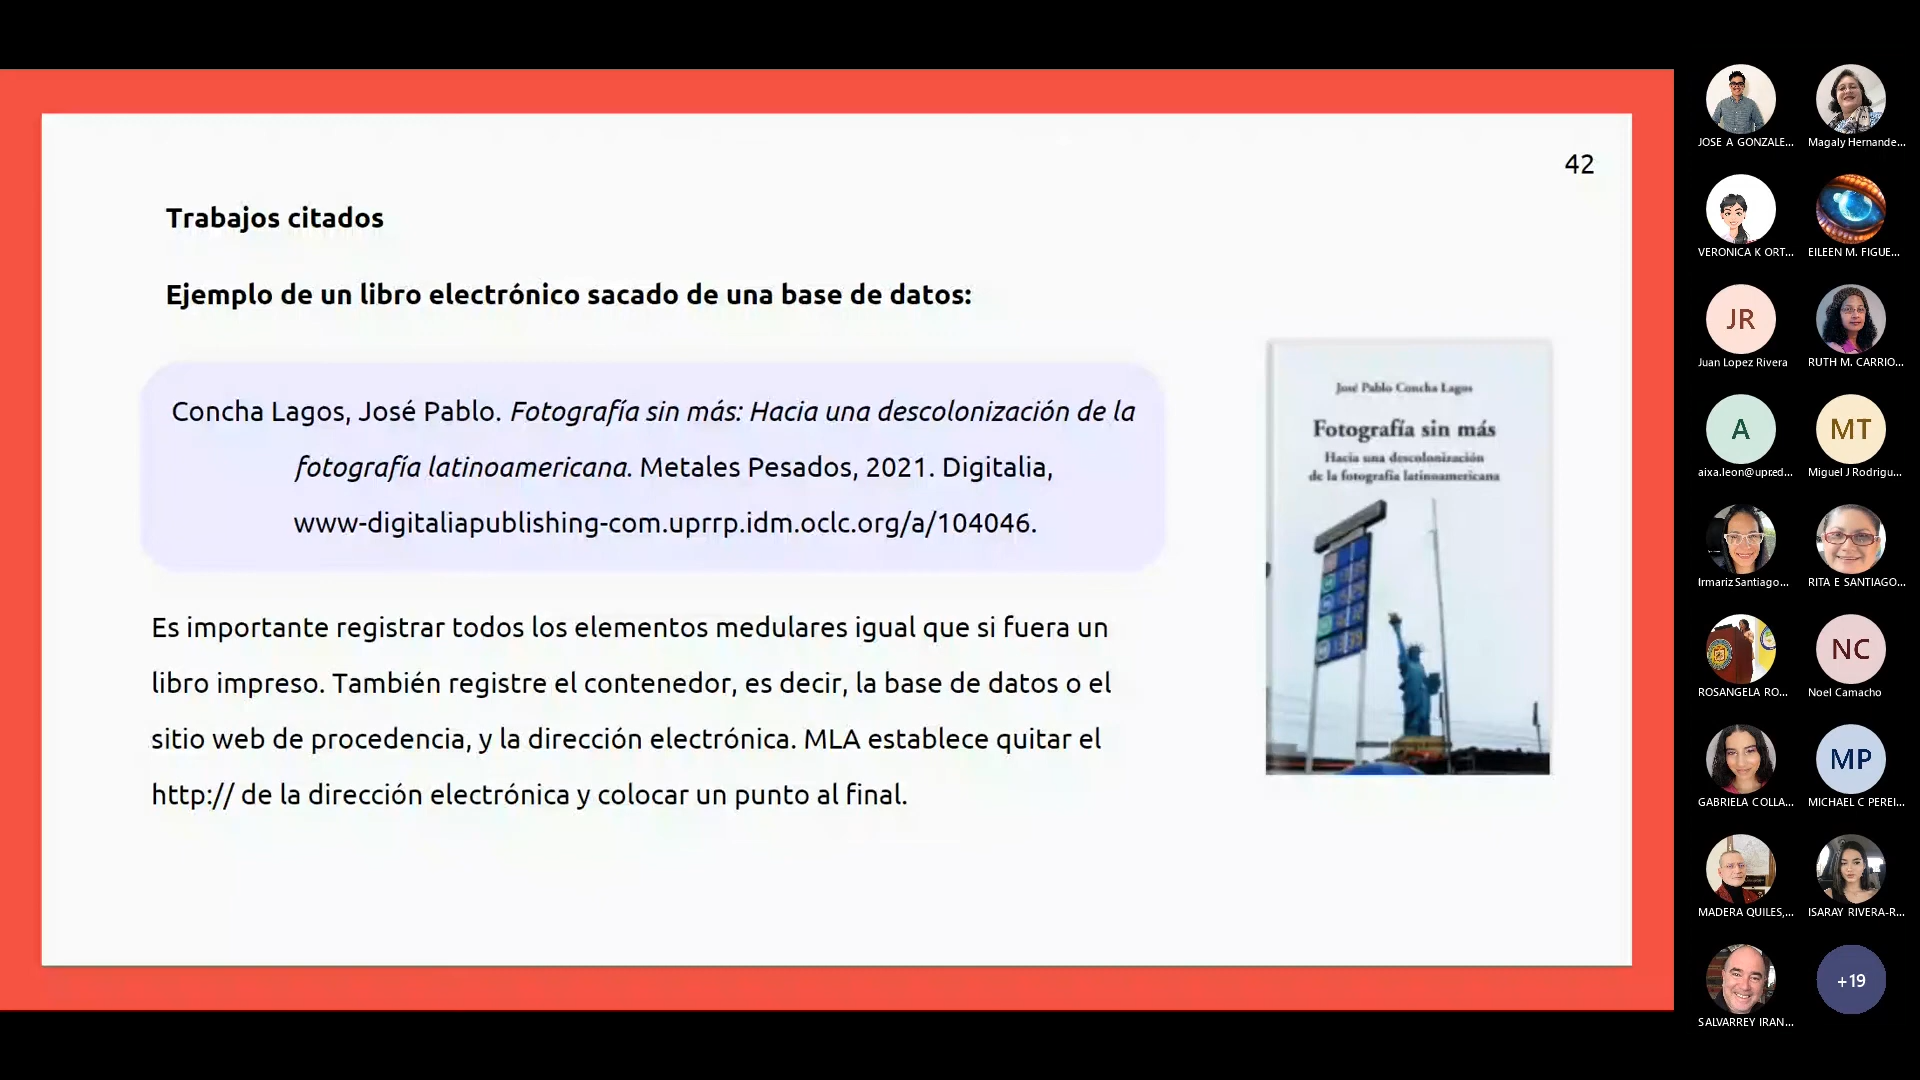 42
Trabajos citados
Ejemplo de un libro electrónico sacado de una base de datos:
Concha Lagos, José Pablo. Fotografía sin más: Hacia una descolonización de la
fotografía latinoamericana. Metales Pesados, 2021. Digitalia,
www-digitaliapublishing-com.uprrp.idm.oclc.org/a/104046.
Es importante registrar todos los elementos medulares igual que si fuera un
libro impreso. También registre el contenedor, es decir, la base de datos o el
sitio web de procedencia, y la dirección electrónica. MLA establece quitar el
http:// de la dirección electrónica y colocar un punto al final.
José Pablo Concha Lagos
Fotografía sin más
Hacia una descolonización
de la fotografía latinoamericana
JOSE A GONZALE...
Magaly Hernande...
VERONICA K ORT...
EILEEN M. FIGUE...
JR
Juan Lopez Rivera
RUTH M. CARRIO...
A
aixa.leon@upr.ed...
MT
Miguel J Rodrigu...
Irmariz Santiago...
RITA E SANTIAGO...
ROSANGELA RO...
NC
Noel Camacho
GABRIELA COLLA...
MP
MICHAEL C PEREI...
MADERA QUILES,...
ISARAY RIVERA-R...
SALVARREY IRAN...
+19